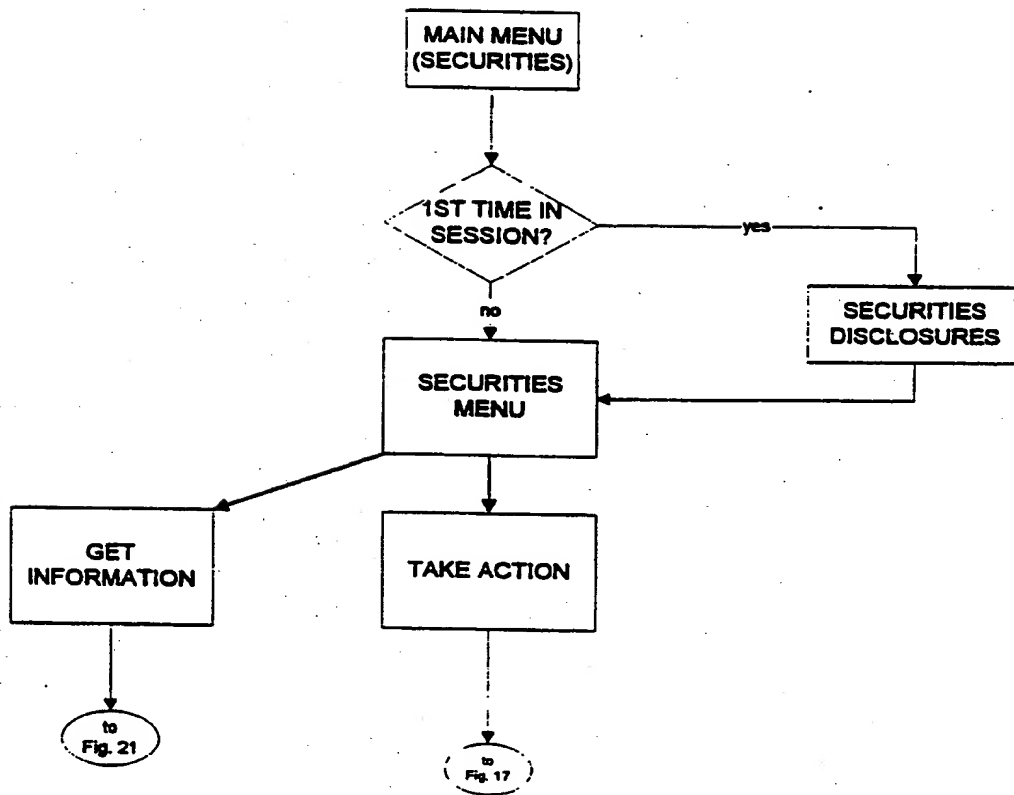 MAIN MENU
(SECURITIES)
1ST TIME IN
SESSION?
yes
no
SECURITIES
DISCLOSURES
SECURITIES
MENU
GET
INFORMATION
TAKE ACTION
to
Fig. 21
to
Fig. 17